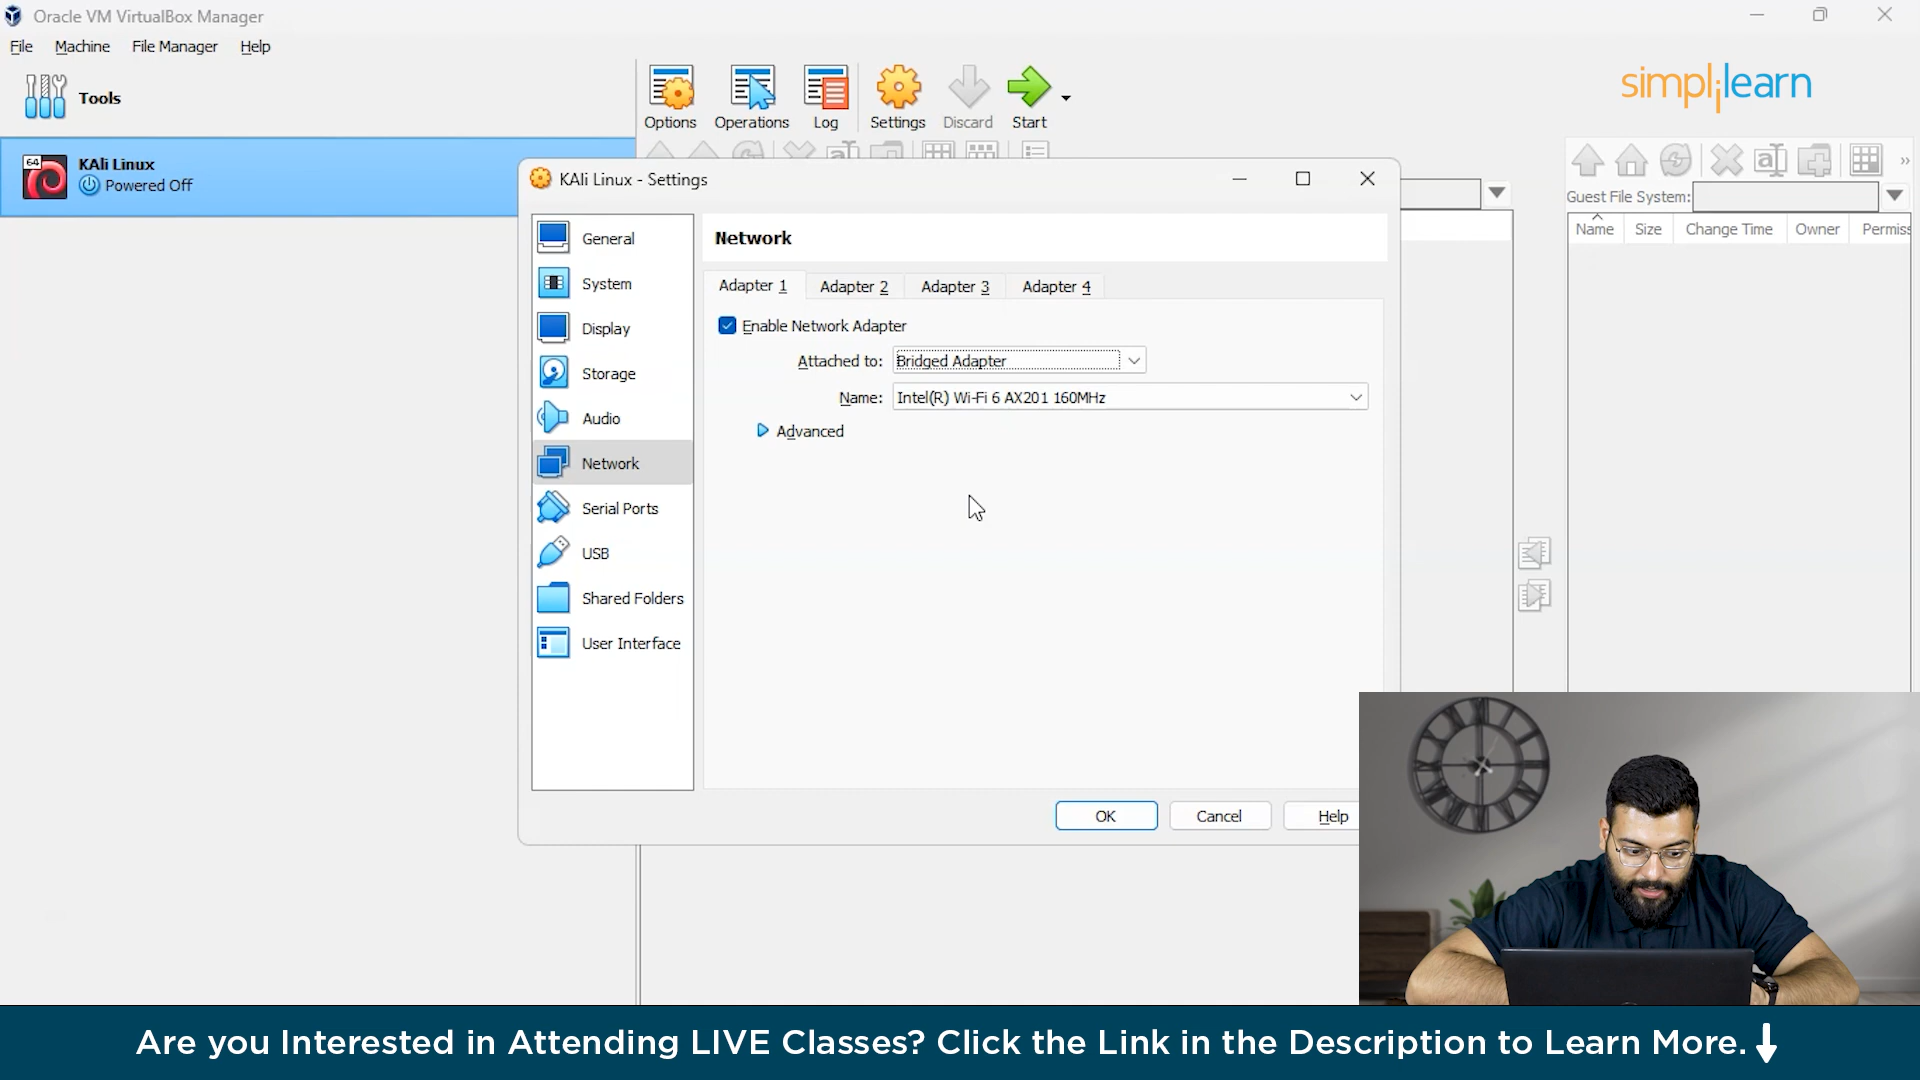 Oracle VM VirtualBox Manager
File Machine File Manager Help
Tools
Options Operations Log Settings Discard Start
simplilearn
64
KAli Linux
Powered Off
KAli Linux - Settings
Guest File System:
Name Size Change Time Owner Permiss
General
System
Display
Storage
Audio
Network
Serial Ports
USB
Shared Folders
User Interface
Network
Adapter 1 Adapter 2 Adapter 3 Adapter 4
Enable Network Adapter
Attached to: Bridged Adapter
Name: Intel(R) Wi-Fi 6 AX201 160MHz
Advanced
OK Cancel Help
Are you Interested in Attending LIVE Classes? Click the Link in the Description to Learn More.